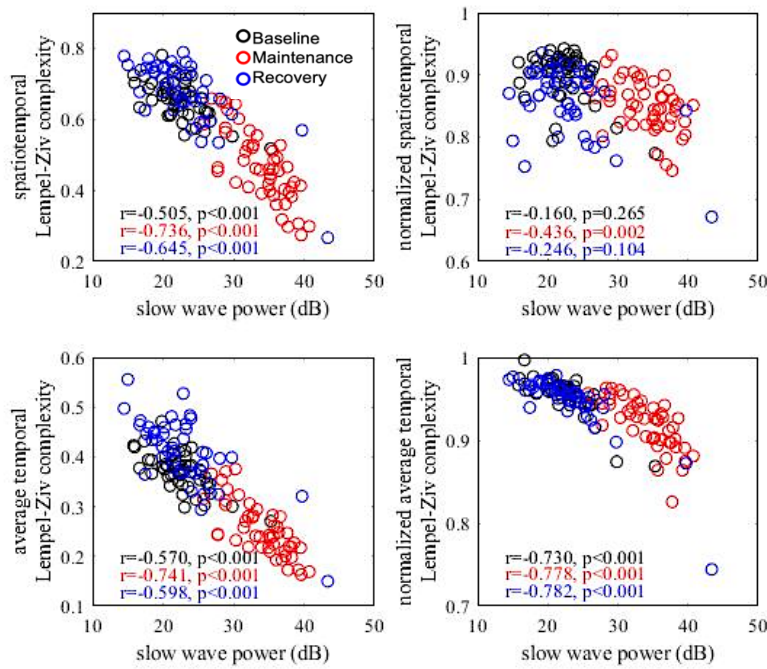 spatiotemporal
Lempel-Ziv complexity
0.8
0.6
0.4
0.2
Baseline
Maintenance
Recovery
r=-0.505, p<0.001
r=-0.736, p<0.001
r=-0.645, p<0.001
10 20 30 40 50
slow wave power (dB)
normalized spatiotemporal
Lempel-Ziv complexity
1
0.9
0.8
0.7
0.6
r=-0.160, p=0.265
r=-0.436, p=0.002
r=-0.246, p=0.104
10 20 30 40 50
slow wave power (dB)
average temporal
Lempel-Ziv complexity
0.6
0.5
0.4
0.3
0.2
0.1
r=-0.570, p<0.001
r=-0.741, p<0.001
r=-0.598, p<0.001
10 20 30 40 50
slow wave power (dB)
normalized average temporal
Lempel-Ziv complexity
1
0.9
0.8
0.7
r=-0.730, p<0.001
r=-0.778, p<0.001
r=-0.782, p<0.001
10 20 30 40 50
slow wave power (dB)